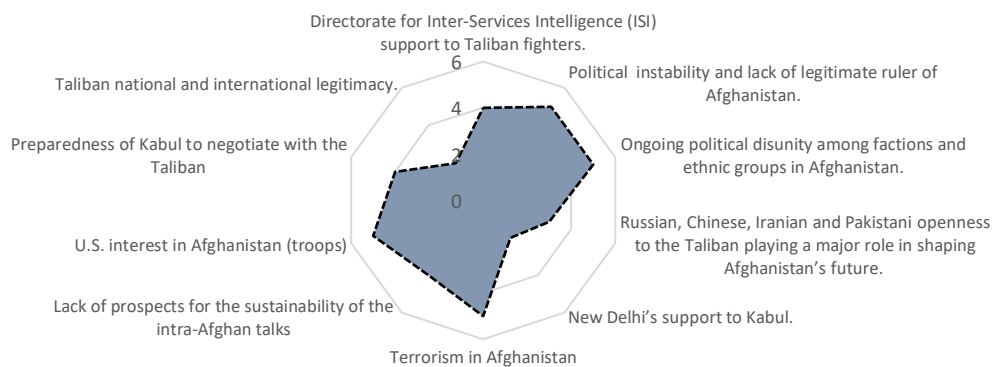 Directorate for Inter-Services Intelligence (ISI)
support to Taliban fighters.
6
Political instability and lack of legitimate ruler of
Afghanistan.
Taliban national and international legitimacy.
4
Ongoing political disunity among factions and
ethnic groups in Afghanistan.
Preparedness of Kabul to negotiate with the
Taliban
2
0
Russian, Chinese, Iranian and Pakistani openness
to the Taliban playing a major role in shaping
Afghanistan’s future.
U.S. interest in Afghanistan (troops)
Lack of prospects for the sustainability of the
intra-Afghan talks
New Delhi’s support to Kabul.
Terrorism in Afghanistan